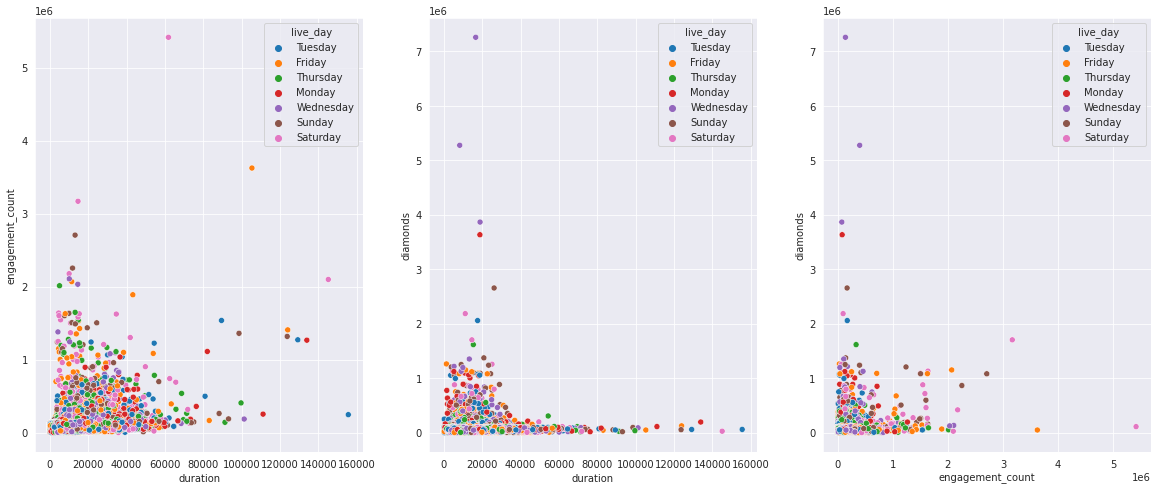 1e6
live_day
Tuesday
Friday
Thursday
Monday
Wednesday
Sunday
Saturday
5
4
3
2
1
0
engagement_count
0 20000 40000 60000 80000 100000 120000 140000 160000
duration
1e6
live_day
Tuesday
Friday
Thursday
Monday
Wednesday
Sunday
Saturday
7
6
5
4
3
2
1
0
diamonds
0 20000 40000 60000 80000 100000 120000 140000 160000
duration
1e6
live_day
Tuesday
Friday
Thursday
Monday
Wednesday
Sunday
Saturday
7
6
5
4
3
2
1
0
diamonds
0 1 2 3 4 5
1e6
engagement_count